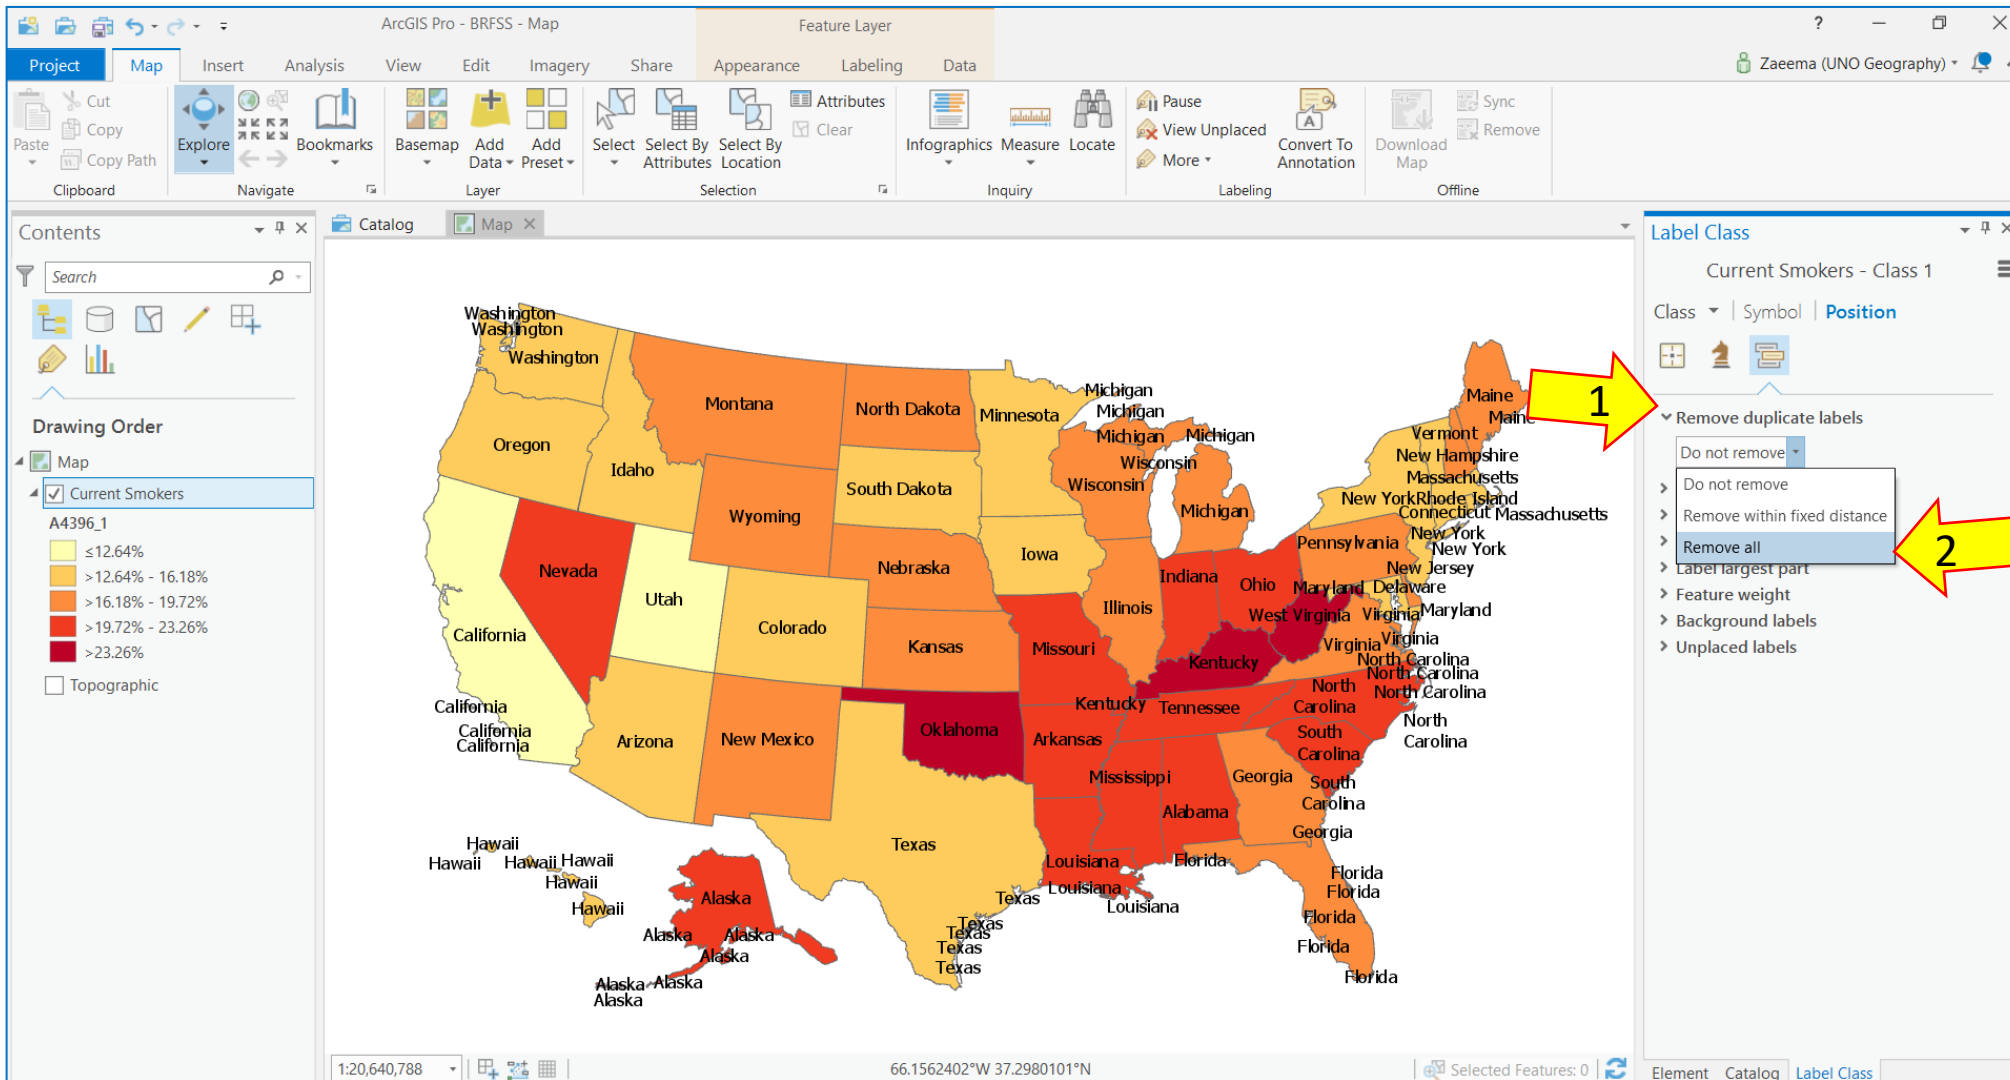 ArcGIS Pro - BRFSS - Map
Feature Layer
?
Project
Map
Insert
Analysis
View
Edit
Imagery
Share
Appearance
Labeling
Data
Zaeema (UNO Geography)
Paste
Cut
Copy
Copy Path
Clipboard
Explore
Bookmarks
Navigate
Basemap
Add
Data
Add
Preset
Layer
Select
Select By
Attributes
Select By
Location
Attributes
Clear
Selection
Infographics
Measure
Locate
Inquiry
Pause
View Unplaced
More
Convert To
Annotation
Labeling
Download
Map
Sync
Remove
Offline
Contents
Search
Drawing Order
Map
Current Smokers
A4396_1
≤12.64%
>12.64% - 16.18%
>16.18% - 19.72%
>19.72% - 23.26%
>23.26%
Topographic
Catalog
Map
Washington
Washington
Washington
Oregon
Idaho
Montana
North Dakota
Minnesota
Michigan
Michigan
Michigan
Michigan
Wisconsin
Wisconsin
Michigan
South Dakota
Wyoming
Nebraska
Iowa
Nevada
Utah
Colorado
California
Kansas
Missouri
Illinois
Indiana
Ohio
Maine
Maine
Vermont
New Hampshire
Massachusetts
New York
Rhode Island
Connecticut
Massachusetts
New York
New York
Pennsylvania
New Jersey
Maryland
Delaware
West Virginia
Virginia
Maryland
Virginia
Virginia
North Carolina
North Carolina
North Carolina
North
Carolina
North
Carolina
Kentucky
Kentucky
Tennessee
California
California
California
Arizona
New Mexico
Oklahoma
Arkansas
South
Carolina
South
Carolina
Mississippi
Georgia
Alabama
Georgia
Texas
Louisiana
Louisiana
Louisiana
Florida
Florida
Florida
Florida
Florida
Florida
Texas
Texas
Texas
Texas
Texas
Hawaii
Hawaii
Hawaii
Hawaii
Hawaii
Hawaii
Alaska
Alaska
Alaska
Alaska
Alaska
Alaska
Alaska
1:20,640,788
66.1562402°W 37.2980101°N
Selected Features: 0
Label Class
Current Smokers - Class 1
Class
Symbol
Position
1
Remove duplicate labels
Do not remove
Do not remove
Remove within fixed distance
Remove all
2
Label largest part
Feature weight
Background labels
Unplaced labels
Element
Catalog
Label Class